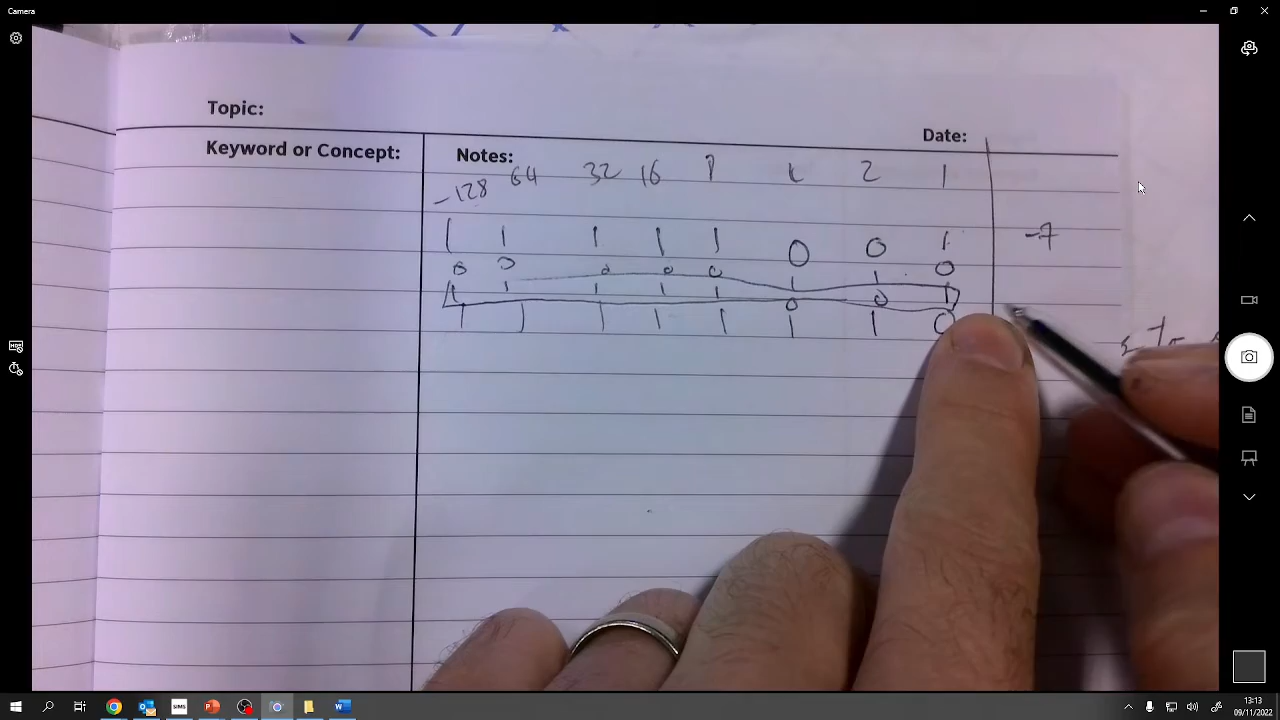 Camera
Topic:
Date:
Keyword or Concept:
Notes:
-128 64 32 16 8 2 1
1 1 1 1 1 0 0 1 -7
0 0 0 0 0 1 1 0
1 1 1 1 1 0 0 1
1 1 1 1 1 1 1 0
13:13
09/11/2022